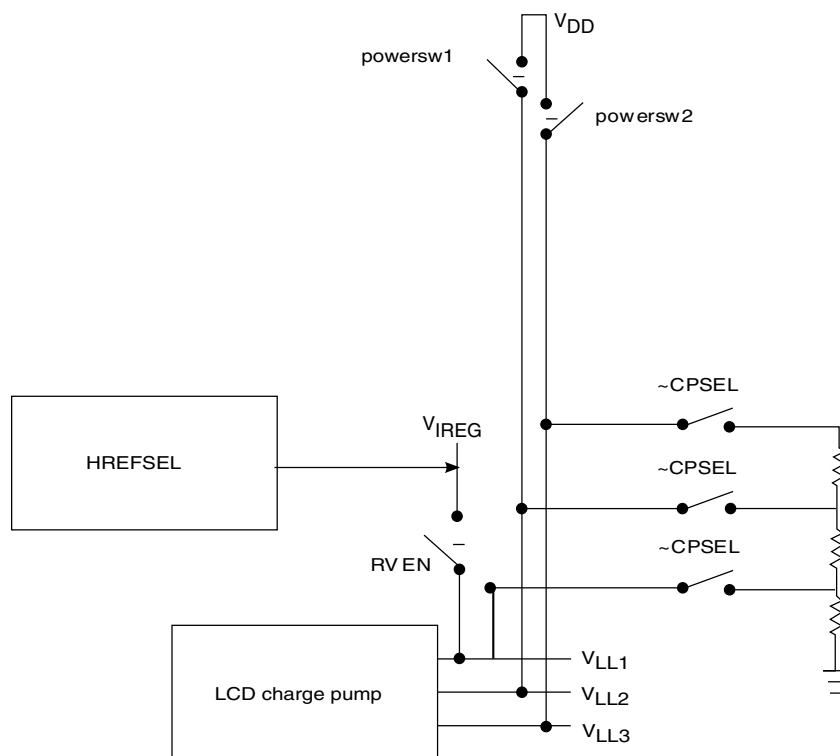 VDD
powersw1
powersw2
~CPSEL
VIREG
HREFSEL
~CPSEL
~CPSEL
RVEN
VLL1
LCD charge pump
VLL2
VLL3